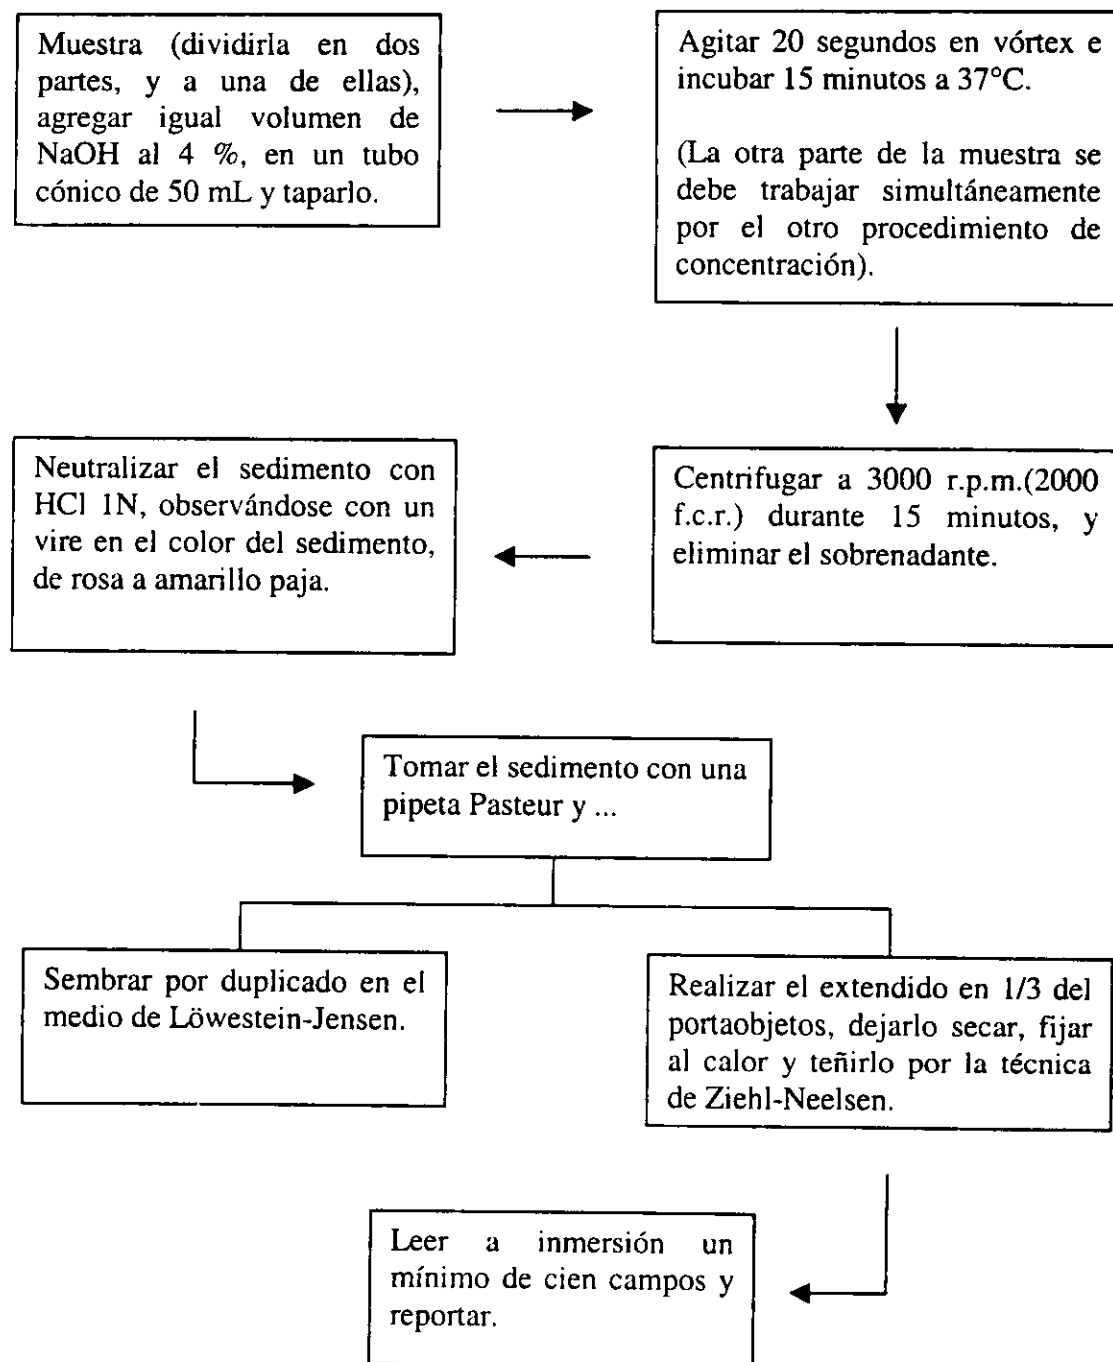 Muestra (dividirla en dos
partes, y a una de ellas),
agregar igual volumen de
NaOH al 4 %, en un tubo
cónico de 50 mL y taparlo.
Agitar 20 segundos en vórtex e
incubar 15 minutos a 37°C.
(La otra parte de la muestra se
debe trabajar simultáneamente
por el otro procedimiento de
concentración).
Centrifugar a 3000 r.p.m.(2000
f.c.r.) durante 15 minutos, y
eliminar el sobrenadante.
Neutralizar el sedimento con
HCl 1N, observándose con un
vire en el color del sedimento,
de rosa a amarillo paja.
Tomar el sedimento con una
pipeta Pasteur y ...
Sembrar por duplicado en el
medio de Löwestein-Jensen.
Realizar el extendido en 1/3 del
portaobjetos, dejarlo secar, fijar
al calor y teñirlo por la técnica
de Ziehl-Neelsen.
Leer a inmersión un
mínimo de cien campos y
reportar.